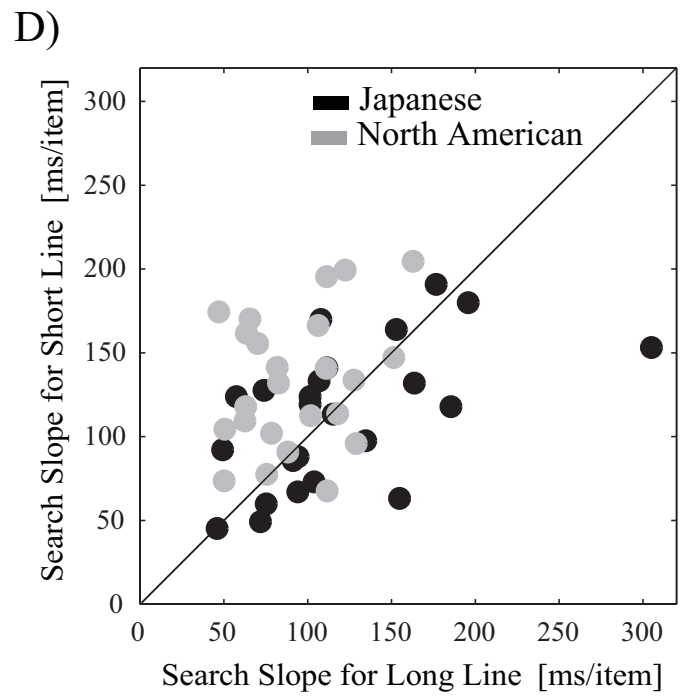 D)
Search Slope for Short Line [ms/item]
300
250
200
150
100
50
0
Japanese
North American
0 50 100 150 200 250 300
Search Slope for Long Line [ms/item]